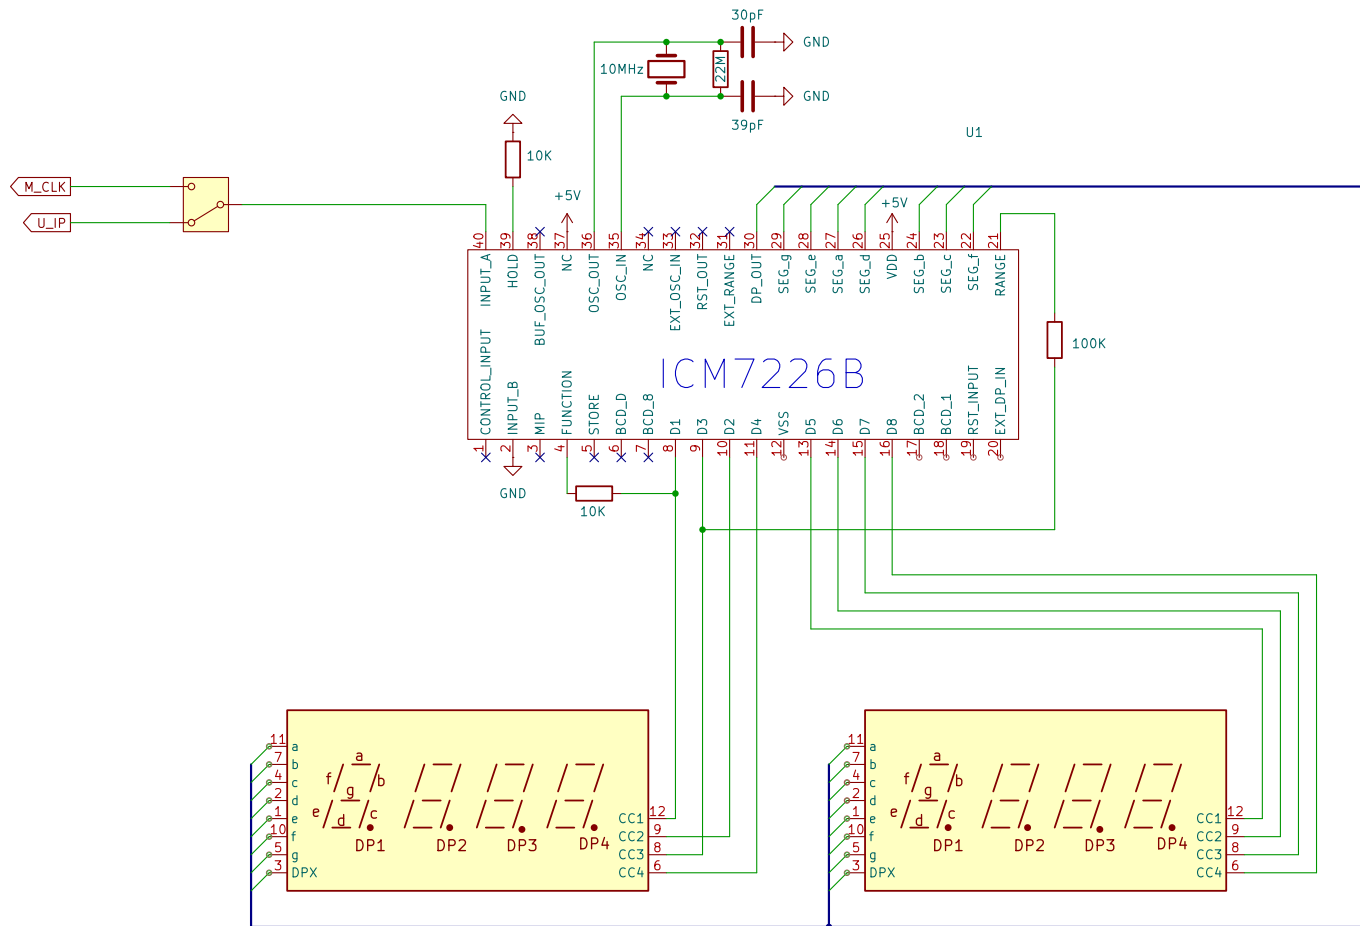 30pF
GND
10MHz
22M
GND
39pF
GND
U1
10K
M_CLK
U_IP
+5V
+5V
40 39 38 37 36 35 34 33 32 31 30 29 28 27 26 25 24 23 22 21
INPUT_A HOLD BUF_OSC_OUT NC OSC_OUT OSC_IN NC EXT_OSC_IN RST_OUT EXT_RANGE DP_OUT SEG_g SEG_e SEG_a SEG_d VDD SEG_b SEG_c SEG_f RANGE
100K
ICM7226B
CONTROL_INPUT INPUT_B MIP FUNCTION STORE BCD_D BCD_8 D1 D3 D2 D4 VSS D5 D6 D7 D8 BCD_2 BCD_1 RST_INPUT EXT_DP_IN
1 2 3 4 5 6 7 8 9 10 11 12 13 14 15 16 17 18 19 20
GND
10K
11 a
7 b
4 c
2 d
1 e
10 f
5 g
3 DPX
a
f b
g
e c
d
DP1 DP2 DP3 DP4
CC1 12
CC2 9
CC3 8
CC4 6
11 a
7 b
4 c
2 d
1 e
10 f
5 g
3 DPX
a
f b
g
e c
d
DP1 DP2 DP3 DP4
CC1 12
CC2 9
CC3 8
CC4 6